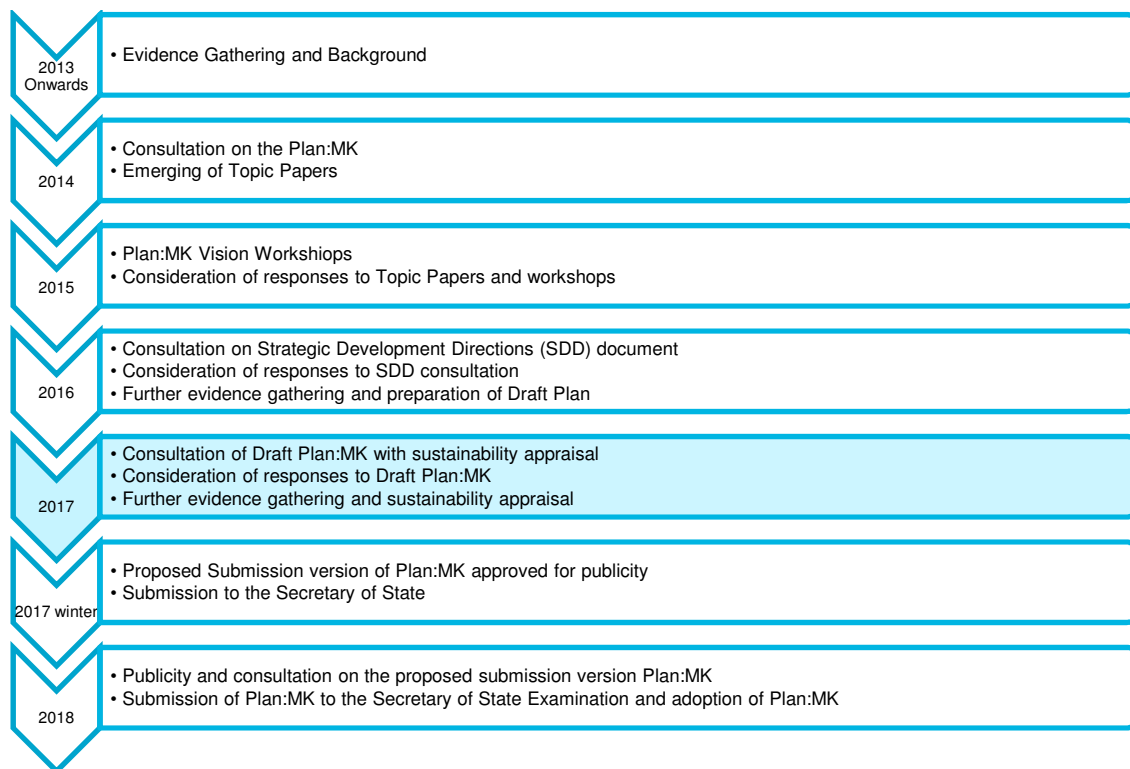 2013
Onwards
• Evidence Gathering and Background
2014
• Consultation on the Plan:MK
• Emerging of Topic Papers
2015
• Plan:MK Vision Workshiops
• Consideration of responses to Topic Papers and workshops
2016
• Consultation on Strategic Development Directions (SDD) document
• Consideration of responses to SDD consultation
• Further evidence gathering and preparation of Draft Plan
2017
• Consultation of Draft Plan:MK with sustainability appraisal
• Consideration of responses to Draft Plan:MK
• Further evidence gathering and sustainability appraisal
2017 winter
• Proposed Submission version of Plan:MK approved for publicity
• Submission to the Secretary of State
2018
• Publicity and consultation on the proposed submission version Plan:MK
• Submission of Plan:MK to the Secretary of State Examination and adoption of Plan:MK